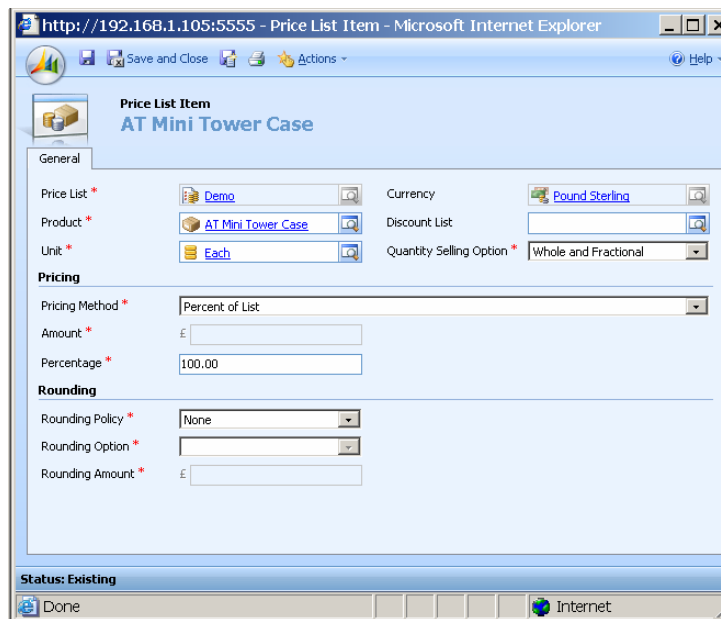 http://192.168.1.105:5555 - Price List Item - Microsoft Internet Explorer
Save and Close Actions Help
Price List Item
AT Mini Tower Case
General
Price List * Demo Currency Pound Sterling
Product * AT Mini Tower Case Discount List
Unit * Each Quantity Selling Option * Whole and Fractional
Pricing
Pricing Method * Percent of List
Amount * £
Percentage * 100.00
Rounding
Rounding Policy * None
Rounding Option *
Rounding Amount * £
Status: Existing
Done Internet